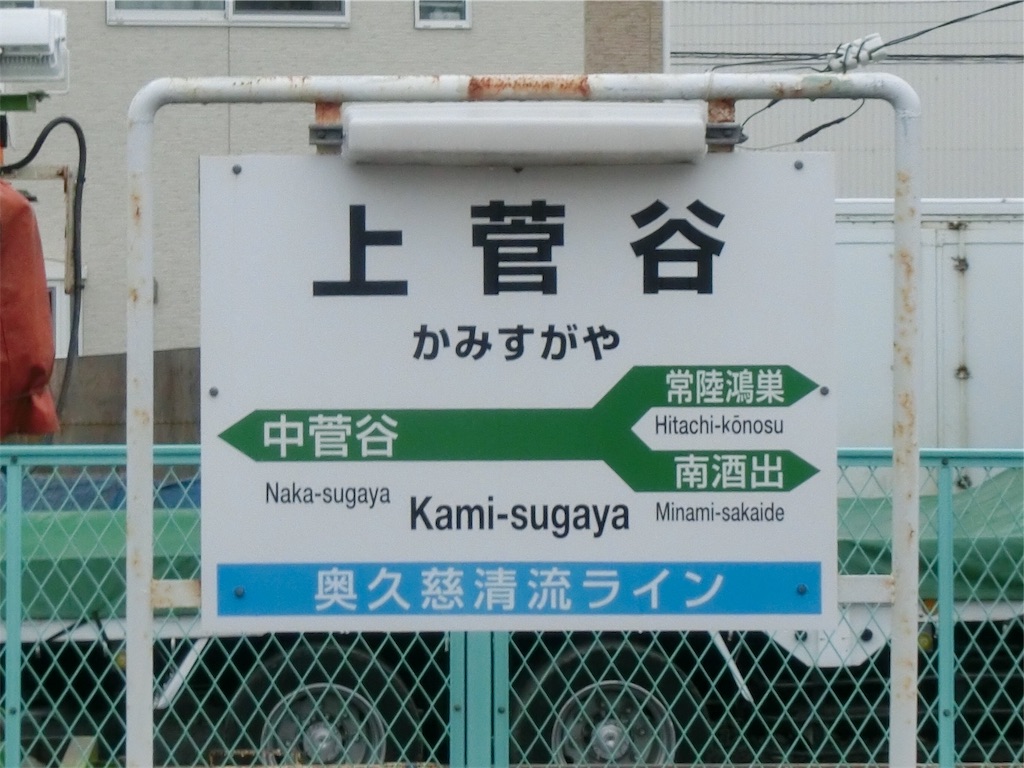 上菅谷
かみすがや
常陸鴻巣
Hitachi-kōnosu
中菅谷
Naka-sugaya
南酒出
Minami-sakaide
Kami-sugaya
奥久慈清流ライン